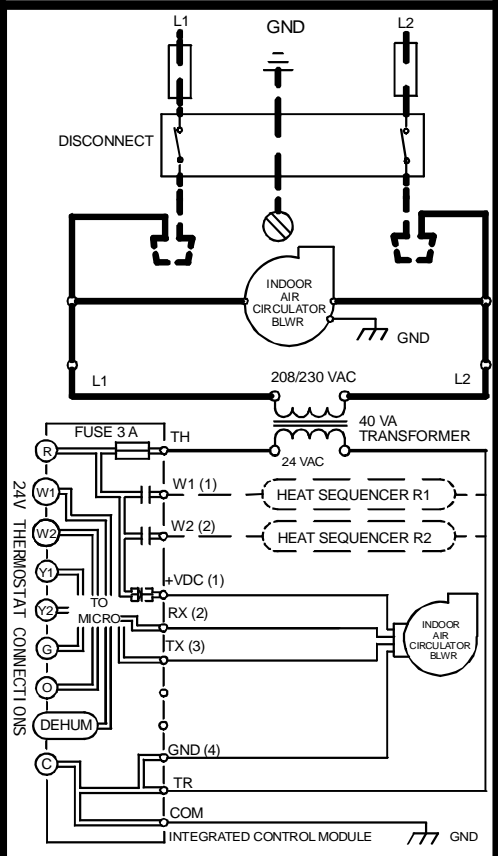 L1
GND
L2
DISCONNECT
INDOOR
AIR
CIRCULATOR
BLWR
GND
L1
208/230 VAC
L2
FUSE 3 A
TH
40 VA
TRANSFORMER
24 VAC
R
W1 (1)
HEAT SEQUENCER R1
W1
W2 (2)
HEAT SEQUENCER R2
W2
24V THERMOSTAT CONNECTIONS
Y1
+VDC (1)
TO
MICRO
Y2
RX (2)
INDOOR
AIR
CIRCULATOR
BLWR
G
TX (3)
O
DEHUM
GND (4)
C
TR
COM
INTEGRATED CONTROL MODULE
GND